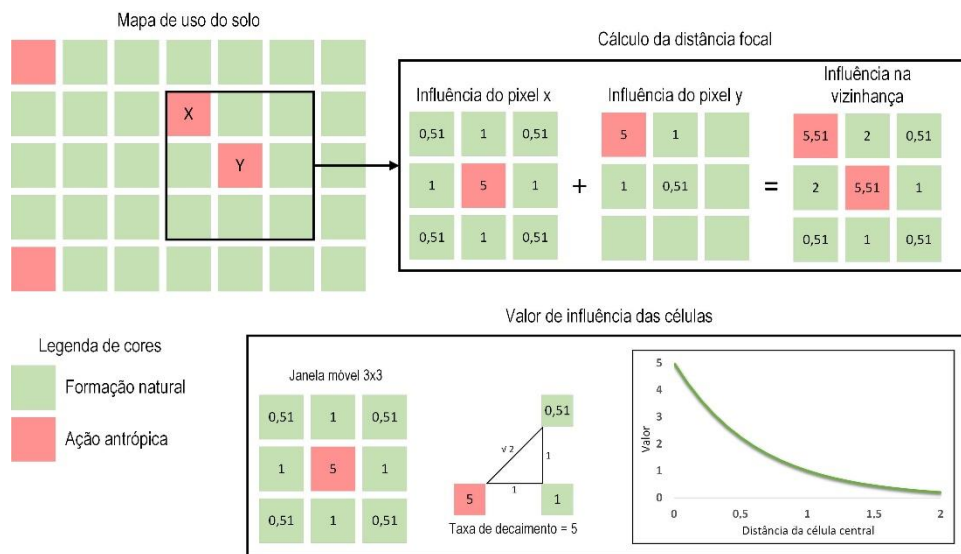 Mapa de uso do solo
X
Y
Cálculo da distância focal
Influência do pixel x
0,51 1 0,51
1 5 1
0,51 1 0,51
+
Influência do pixel y
5 1
1 0,51
=
Influência na
vizinhança
5,51 2 0,51
2 5,51 1
0,51 1 0,51
Legenda de cores
Formação natural
Ação antrópica
Valor de influência das células
Janela móvel 3x3
0,51 1 0,51
1 5 1
0,51 1 0,51
0,51
√ 2
1
1
5
1
Taxa de decaimento = 5
Valor
5
4
3
2
1
0
0 0,5 1 1,5 2
Distância da célula central